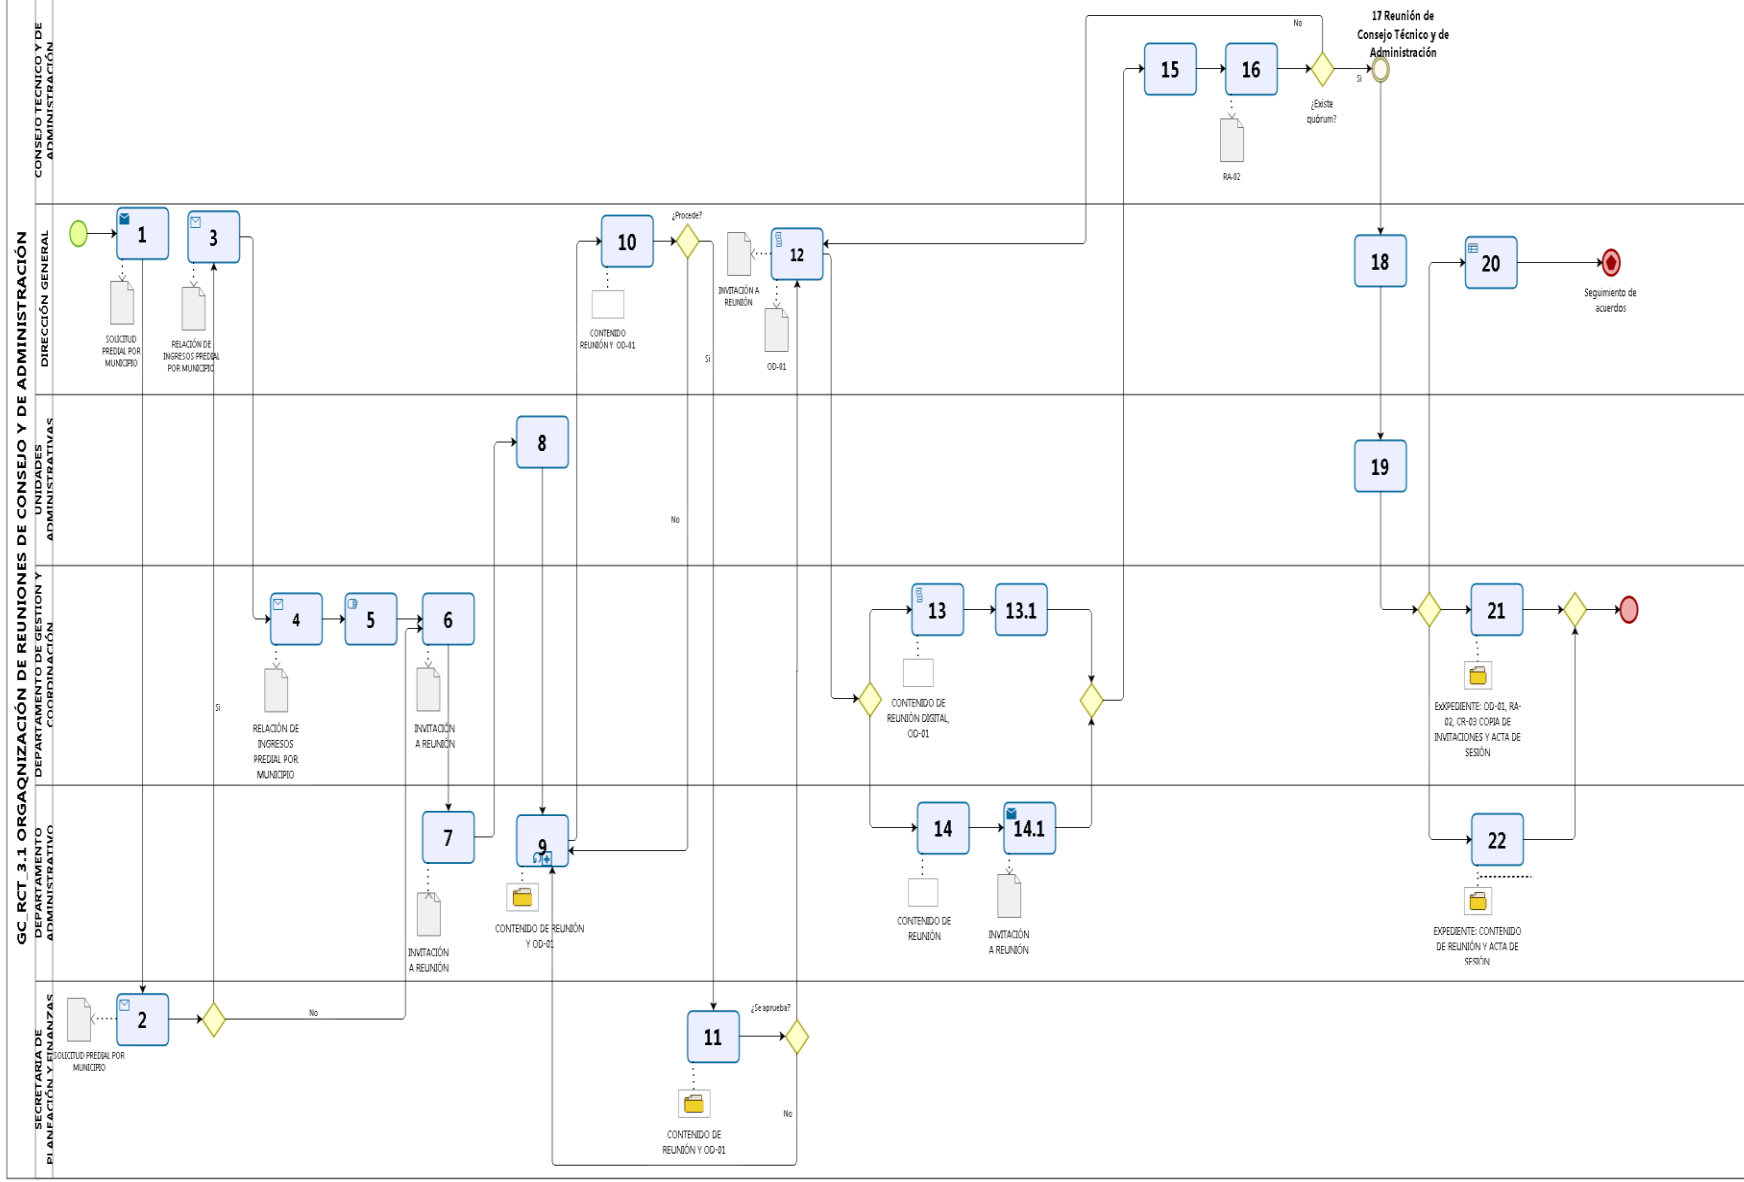 GC_RCT_3.1 ORGAQNIZACIÓN DE REUNIONES DE CONSEJO Y DE ADMINISTRACIÓN
CONSEJO TECNICO Y DE
ADMINISTRACIÓN
No
17 Reunión de
Consejo Técnico y de
Administración
15
16
Si
¿Existe
quórum?
RA-02
DIRECCIÓN GENERAL
1
3
10
¿Procede?
12
18
20
SOLICITUD
PREDIAL POR
MUNICIPIO
RELACIÓN DE
INGRESOS PREDIAL
POR MUNICIPIO
CONTENIDO
REUNIÓN Y OD-01
Si
INVITACIÓN A
REUNIÓN
OD-01
Seguimiento de
acuerdos
UNIDADES
ADMINISTRATIVAS
8
No
19
DEPARTAMENTO DE GESTION Y
COORDINACIÓN
4
5
6
13
13.1
21
Si
RELACIÓN DE
INGRESOS
PREDIAL POR
MUNICIPIO
INVITACIÓN
A REUNIÓN
CONTENIDO DE
REUNIÓN DIGITAL,
OD-01
ExXPEDIENTE: OD-01, RA-
02, CR-03 COPIA DE
INVITACIONES Y ACTA DE
SESIÓN
DEPARTAMENTO
ADMINISTRATIVO
7
9
14
14.1
22
INVITACIÓN
A REUNIÓN
CONTENIDO DE REUNIÓN
Y OD-01
CONTENIDO DE
REUNIÓN
INVITACIÓN
A REUNIÓN
EXPEDIENTE: CONTENIDO
DE REUNIÓN Y ACTA DE
SESIÓN
SECRETARIA DE
PLANEACIÓN Y FINANZAS
2
No
SOLICITUD PREDIAL POR
MUNICIPIO
11
¿Se aprueba?
No
CONTENIDO DE
REUNIÓN Y OD-01